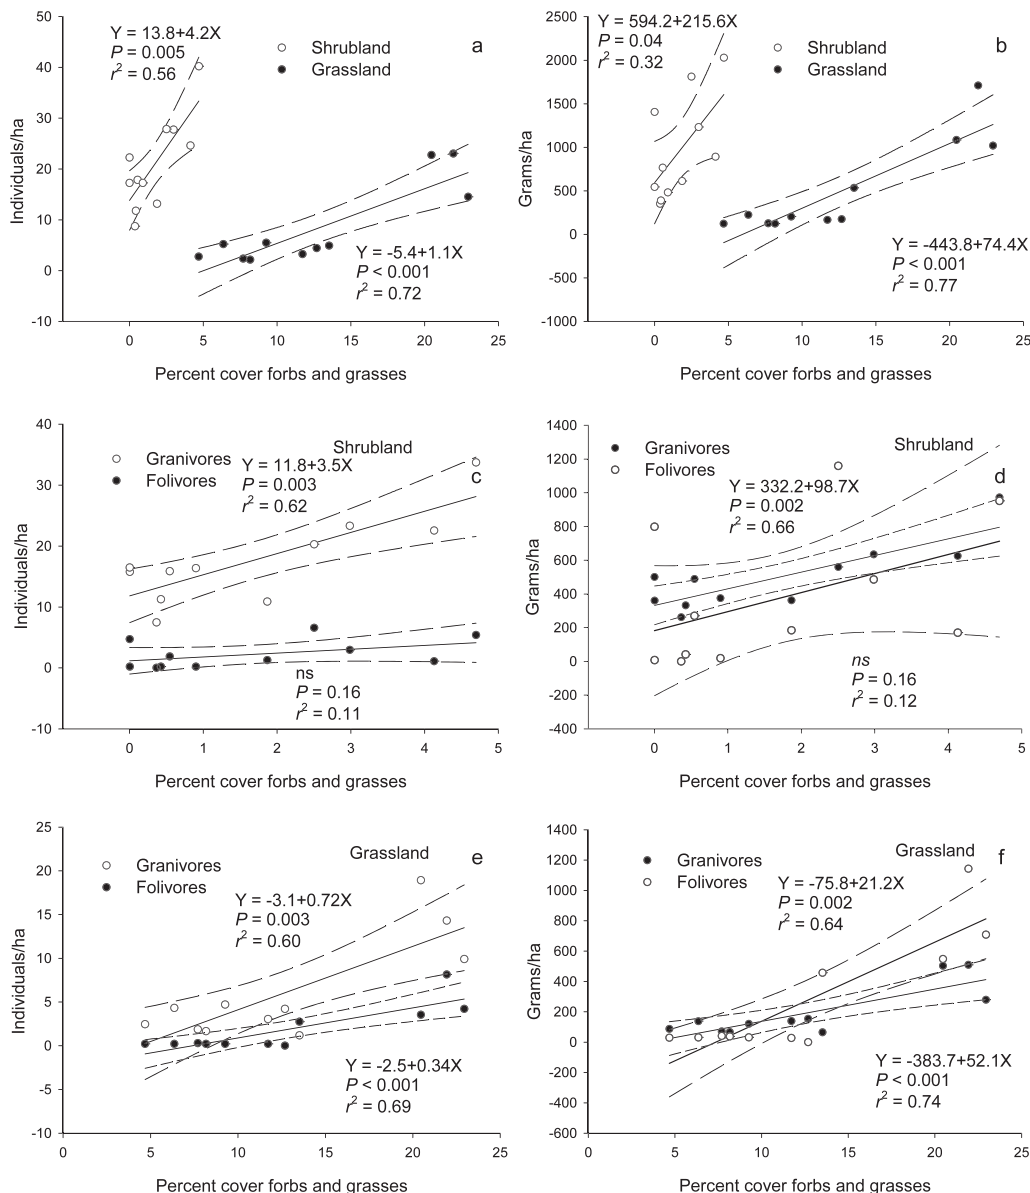 Y = 13.8+4.2X
P = 0.005
r2 = 0.56
Shrubland
Grassland
a
50
40
30
20
10
0
-10
Individuals/ha
Y = -5.4+1.1X
P < 0.001
r2 = 0.72
0 5 10 15 20 25
Percent cover forbs and grasses
Y = 594.2+215.6X
P = 0.04
r2 = 0.32
Shrubland
Grassland
b
2500
2000
1500
1000
500
0
-500
-1000
Grams/ha
Y = -443.8+74.4X
P < 0.001
r2 = 0.77
0 5 10 15 20 25
Percent cover forbs and grasses
Shrubland
Granivores
Folivores
c
Y = 11.8+3.5X
P = 0.003
r2 = 0.62
40
30
20
10
0
-10
Individuals/ha
ns
P = 0.16
r2 = 0.11
0 1 2 3 4 5
Percent cover forbs and grasses
Shrubland
Granivores
Folivores
d
Y = 332.2+98.7X
P = 0.002
r2 = 0.66
1400
1200
1000
800
600
400
200
0
-200
-400
Grams/ha
ns
P = 0.16
r2 = 0.12
0 1 2 3 4 5
Percent cover forbs and grasses
Grassland
Granivores
Folivores
e
Y = -3.1+0.72X
P = 0.003
r2 = 0.60
25
20
15
10
5
0
-5
-10
Individuals/ha
Y = -2.5+0.34X
P < 0.001
r2 = 0.69
0 5 10 15 20 25
Percent cover forbs and grasses
Grassland
Granivores
Folivores
f
Y = -75.8+21.2X
P = 0.002
r2 = 0.64
1400
1200
1000
800
600
400
200
0
-200
-400
-600
Grams/ha
Y = -383.7+52.1X
P < 0.001
r2 = 0.74
0 5 10 15 20 25
Percent cover forbs and grasses